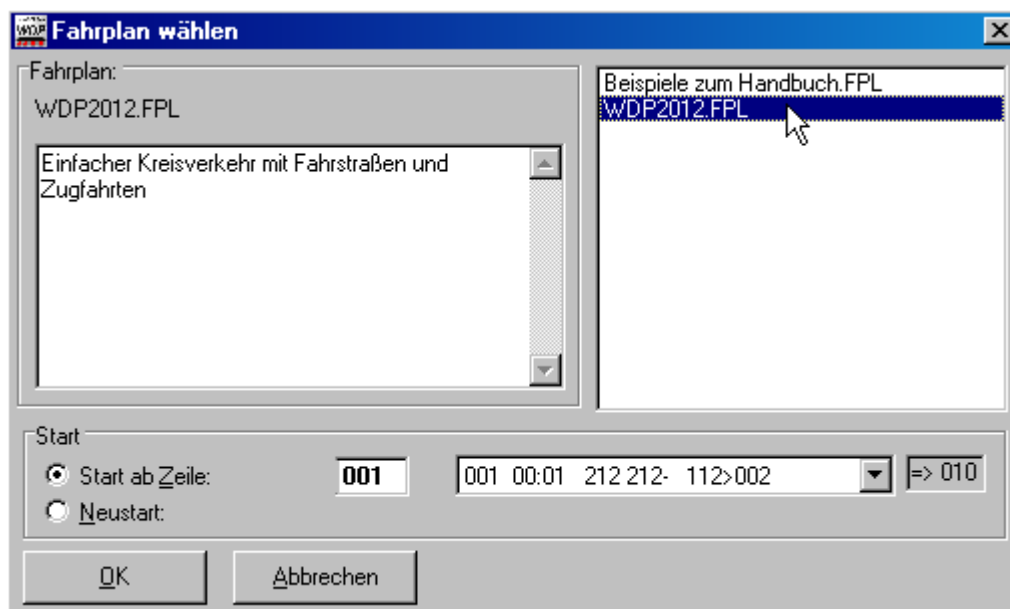 WDP Fahrplan wählen
Fahrplan:
WDP2012.FPL
Einfacher Kreisverkehr mit Fahrstraßen und
Zugfahrten
Beispiele zum Handbuch.FPL
WDP2012.FPL
Start
Start ab Zeile:
001
001 00:01 212 212- 112>002
=> 010
Neustart:
OK
Abbrechen